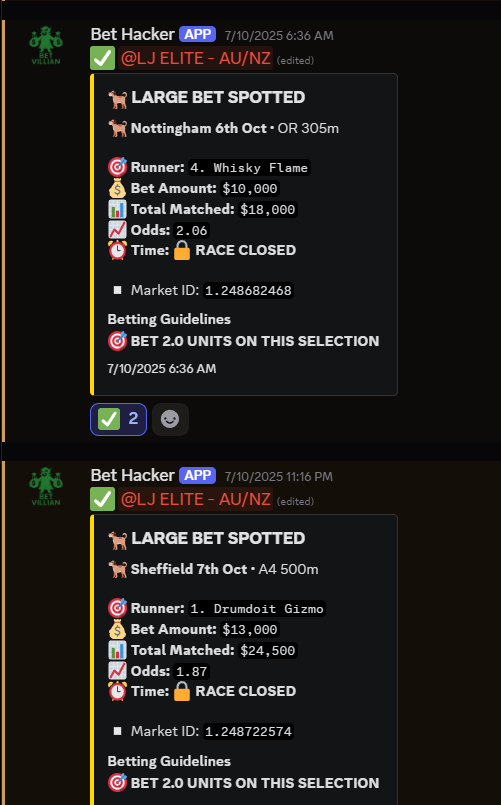 Bet Hacker APP 7/10/2025 6:36 AM
@LJ ELITE - AU/NZ (edited)
BET
VILLIAN
LARGE BET SPOTTED
Nottingham 6th Oct • OR 305m
Runner: 4. Whisky Flame
Bet Amount: $10,000
Total Matched: $18,000
Odds: 2.06
Time: RACE CLOSED
Market ID: 1.248682468
Betting Guidelines
BET 2.0 UNITS ON THIS SELECTION
7/10/2025 6:36 AM
2
Bet Hacker APP 7/10/2025 11:16 PM
@LJ ELITE - AU/NZ (edited)
BET
VILLIAN
LARGE BET SPOTTED
Sheffield 7th Oct • A4 500m
Runner: 1. Drumdoit Gizmo
Bet Amount: $13,000
Total Matched: $24,500
Odds: 1.87
Time: RACE CLOSED
Market ID: 1.248722574
Betting Guidelines
BET 2.0 UNITS ON THIS SELECTION